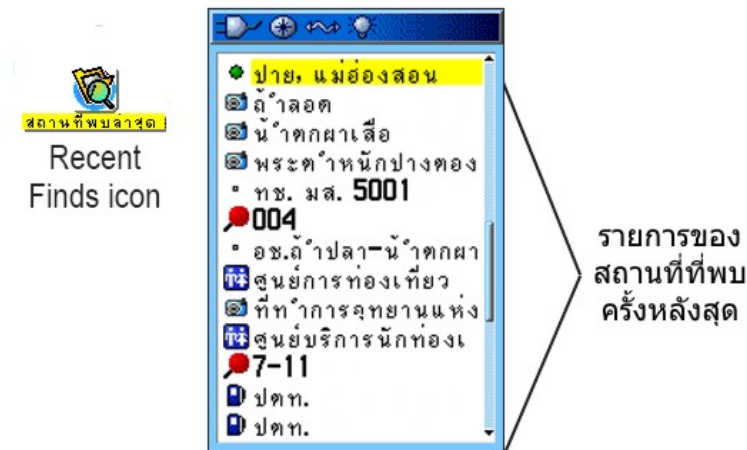 สถานที่พบล่าสุด
Recent
Finds icon
ปาย, แม่ฮ่องสอน
ถ้ำลอด
น้ำตกผาเสื่อ
พระตำหนักปางตอง
ทช. มส. 5001
004
อช.ถ้ำปลา-น้ำตกผา
ศูนย์การท่องเที่ยว
ที่ทำการอุทยานแห่ง
ศูนย์บริการนักท่องเ
7-11
ปตท.
ปตท.
รายการของ
สถานที่ที่พบ
ครั้งหลังสุด